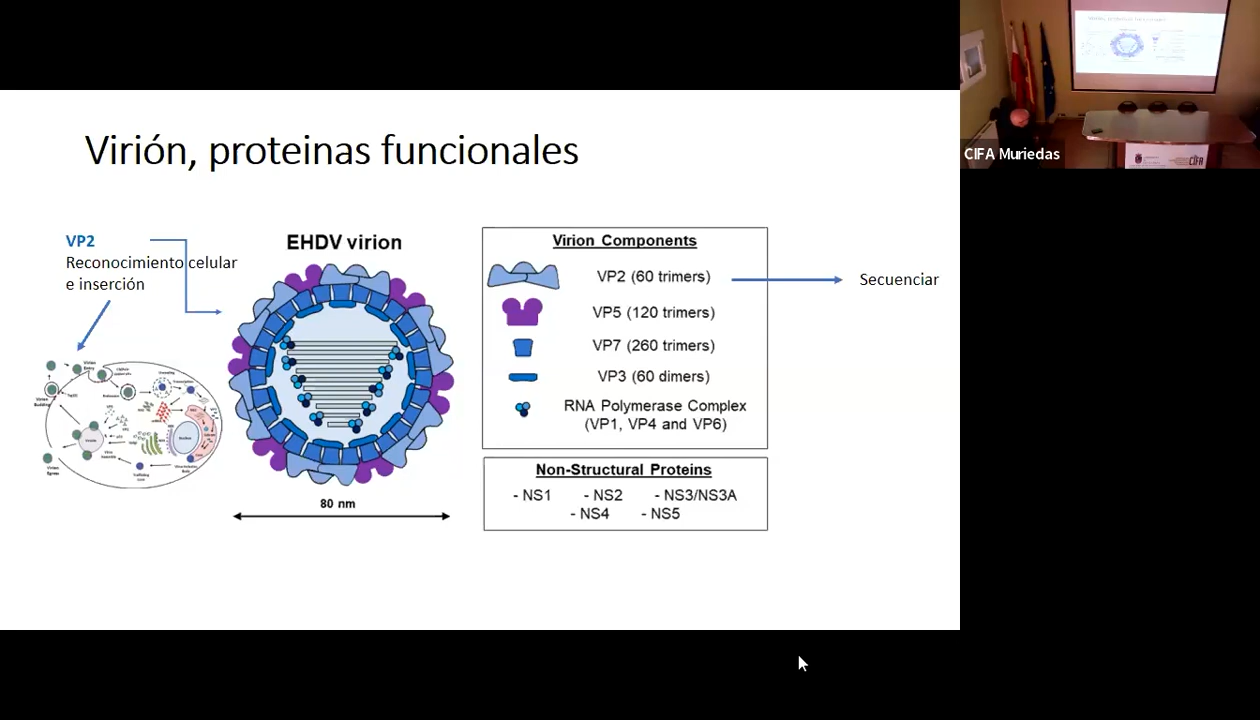 Virión, proteinas funcionales
VP2
Reconocimiento celular
e inserción
EHDV virion
80 nm
Virion Components
VP2 (60 trimers)
VP5 (120 trimers)
VP7 (260 trimers)
VP3 (60 dimers)
RNA Polymerase Complex
(VP1, VP4 and VP6)
Non-Structural Proteins
- NS1 - NS2 - NS3/NS3A
- NS4 - NS5
Secuenciar
CIFA Muriedas
CIFA